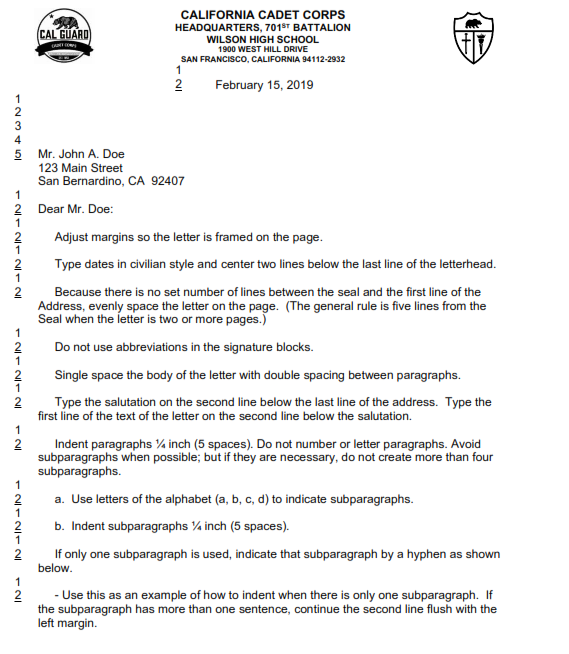 CAL GUARD
CADET CORPS
CALIFORNIA CADET CORPS
HEADQUARTERS, 701ST BATTALION
WILSON HIGH SCHOOL
1900 WEST HILL DRIVE
SAN FRANCISCO, CALIFORNIA 94112-2932
1
2 February 15, 2019
1
2
3
4
5 Mr. John A. Doe
123 Main Street
San Bernardino, CA 92407
1
2 Dear Mr. Doe:
1
2 Adjust margins so the letter is framed on the page.
1
2 Type dates in civilian style and center two lines below the last line of the letterhead.
1
2 Because there is no set number of lines between the seal and the first line of the
Address, evenly space the letter on the page. (The general rule is five lines from the
Seal when the letter is two or more pages.)
1
2 Do not use abbreviations in the signature blocks.
1
2 Single space the body of the letter with double spacing between paragraphs.
1
2 Type the salutation on the second line below the last line of the address. Type the
first line of the text of the letter on the second line below the salutation.
1
2 Indent paragraphs ¼ inch (5 spaces). Do not number or letter paragraphs. Avoid
subparagraphs when possible; but if they are necessary, do not create more than four
subparagraphs.
1
2 a. Use letters of the alphabet (a, b, c, d) to indicate subparagraphs.
1
2 b. Indent subparagraphs ¼ inch (5 spaces).
1
2 If only one subparagraph is used, indicate that subparagraph by a hyphen as shown
below.
1
2 - Use this as an example of how to indent when there is only one subparagraph. If
the subparagraph has more than one sentence, continue the second line flush with the
left margin.